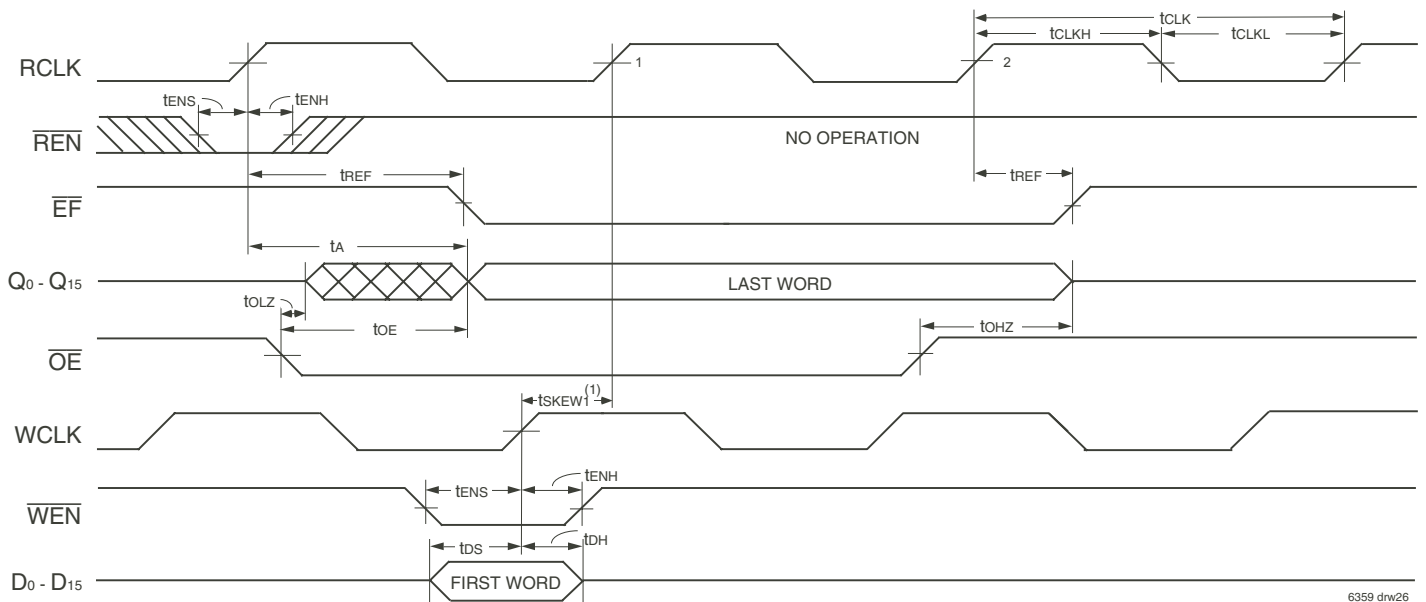 tCLK
tCLKH
tCLKL
RCLK
1
2
tENS
tENH
REN
NO OPERATION
tREF
tREF
EF
tA
Q0 - Q15
LAST WORD
tOLZ
tOE
tOHZ
OE
tSKEW1(1)
WCLK
tENH
tENS
WEN
tDS
tDH
D0 - D15
FIRST WORD
6359 drw26